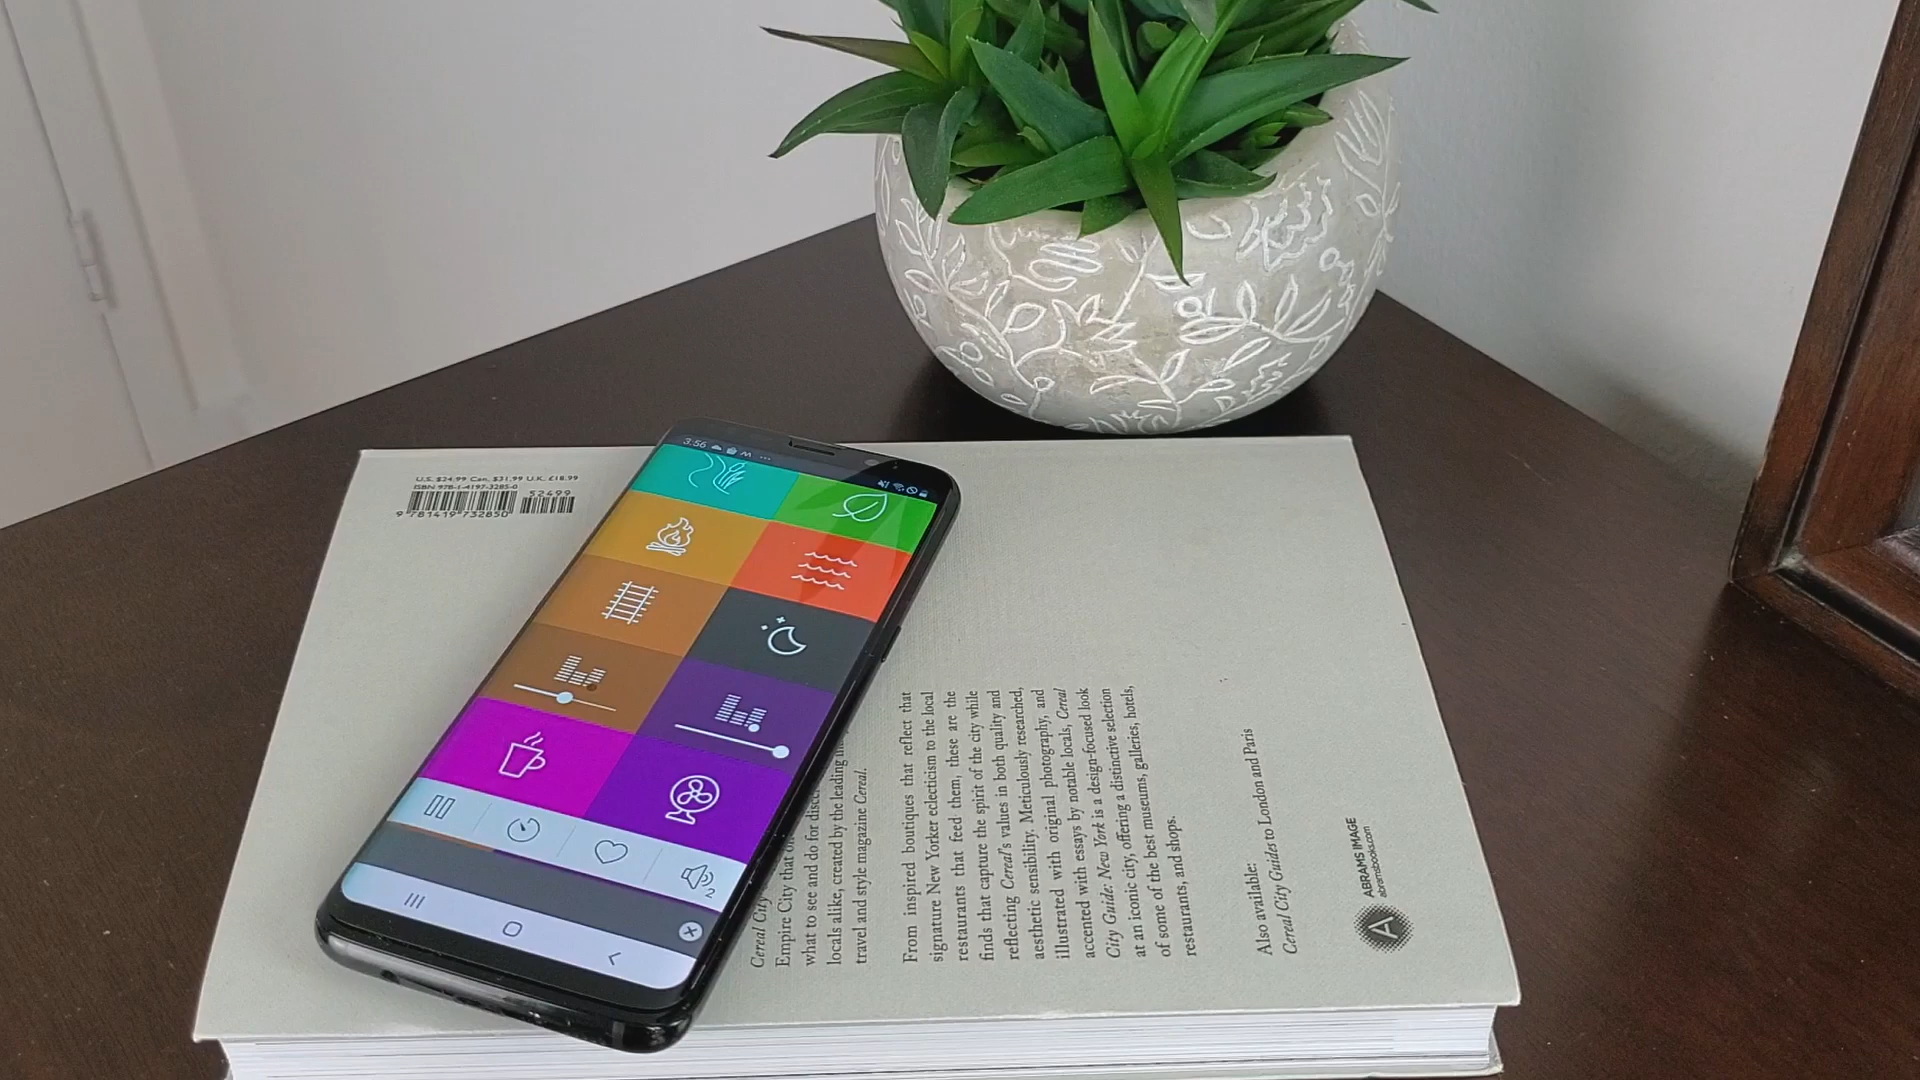 U.S. $24.99 Can. $31.99 U.K. £18.99
ISBN 978-1-4197-3285-0
52499
9 781419 732850
3:56
2
Cereal City
Empire City that
what to see and do for
locals alike, created by the leading
travel and style magazine Cereal.
From inspired boutiques that reflect that
signature New Yorker eclecticism to the local
restaurants that feed them, these are the
finds that capture the spirit of the city while
reflecting Cereal's values in both quality and
aesthetic sensibility. Meticulously researched,
illustrated with original photography, and
accented with essays by notable locals, Cereal
City Guide: New York is a design-focused look
at an iconic city, offering a distinctive selection
of some of the best museums, galleries, hotels,
restaurants, and shops.
Also available:
Cereal City Guides to London and Paris
A
ABRAMS IMAGE
abramsbooks.com